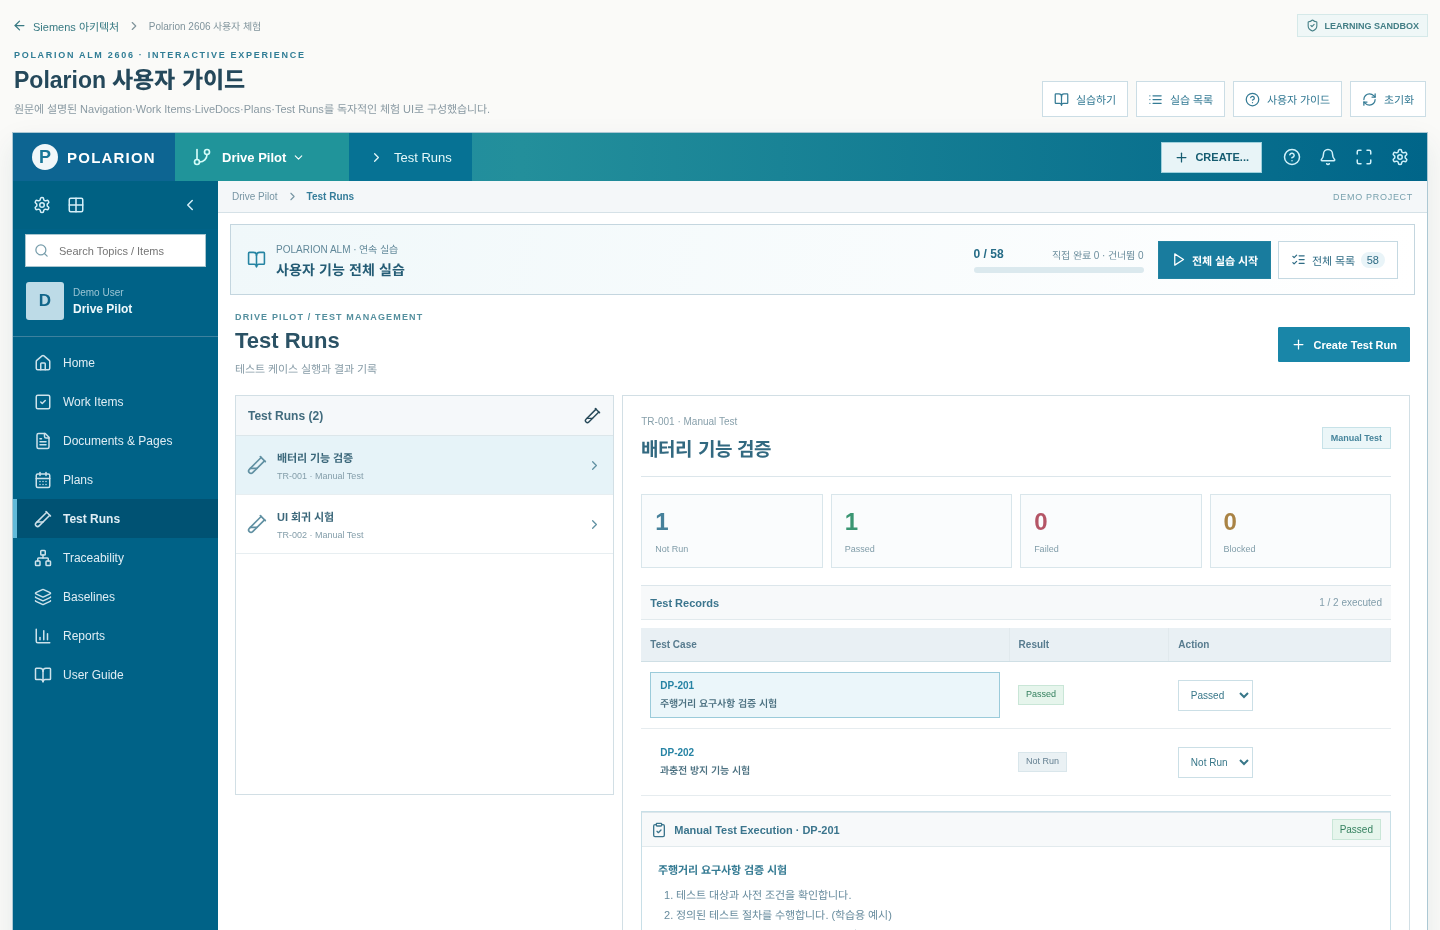 Siemens 아키텍처
Polarion 2606 사용자 체험
LEARNING SANDBOX
POLARION ALM 2606 · INTERACTIVE EXPERIENCE
Polarion 사용자 가이드
원문에 설명된 Navigation·Work Items·LiveDocs·Plans·Test Runs를 독자적인 체험 UI로 구성했습니다.
실습하기
실습 목록
사용자 가이드
초기화
P POLARION
Drive Pilot
Test Runs
CREATE...
Search Topics / Items
D
Demo User
Drive Pilot
Home
Work Items
Documents & Pages
Plans
Test Runs
Traceability
Baselines
Reports
User Guide
Drive Pilot
Test Runs
DEMO PROJECT
POLARION ALM · 연속 실습
사용자 기능 전체 실습
0 / 58
직접 완료 0 · 건너뜀 0
전체 실습 시작
전체 목록 58
DRIVE PILOT / TEST MANAGEMENT
Test Runs
테스트 케이스 실행과 결과 기록
Create Test Run
Test Runs (2)
배터리 기능 검증
TR-001 · Manual Test
UI 회귀 시험
TR-002 · Manual Test
TR-001 · Manual Test
배터리 기능 검증
Manual Test
1
Not Run
1
Passed
0
Failed
0
Blocked
Test Records
1 / 2 executed
Test Case
Result
Action
DP-201
주행거리 요구사항 검증 시험
Passed
Passed
DP-202
과충전 방지 기능 시험
Not Run
Not Run
Manual Test Execution · DP-201
Passed
주행거리 요구사항 검증 시험
1. 테스트 대상과 사전 조건을 확인합니다.
2. 정의된 테스트 절차를 수행합니다. (학습용 예시)